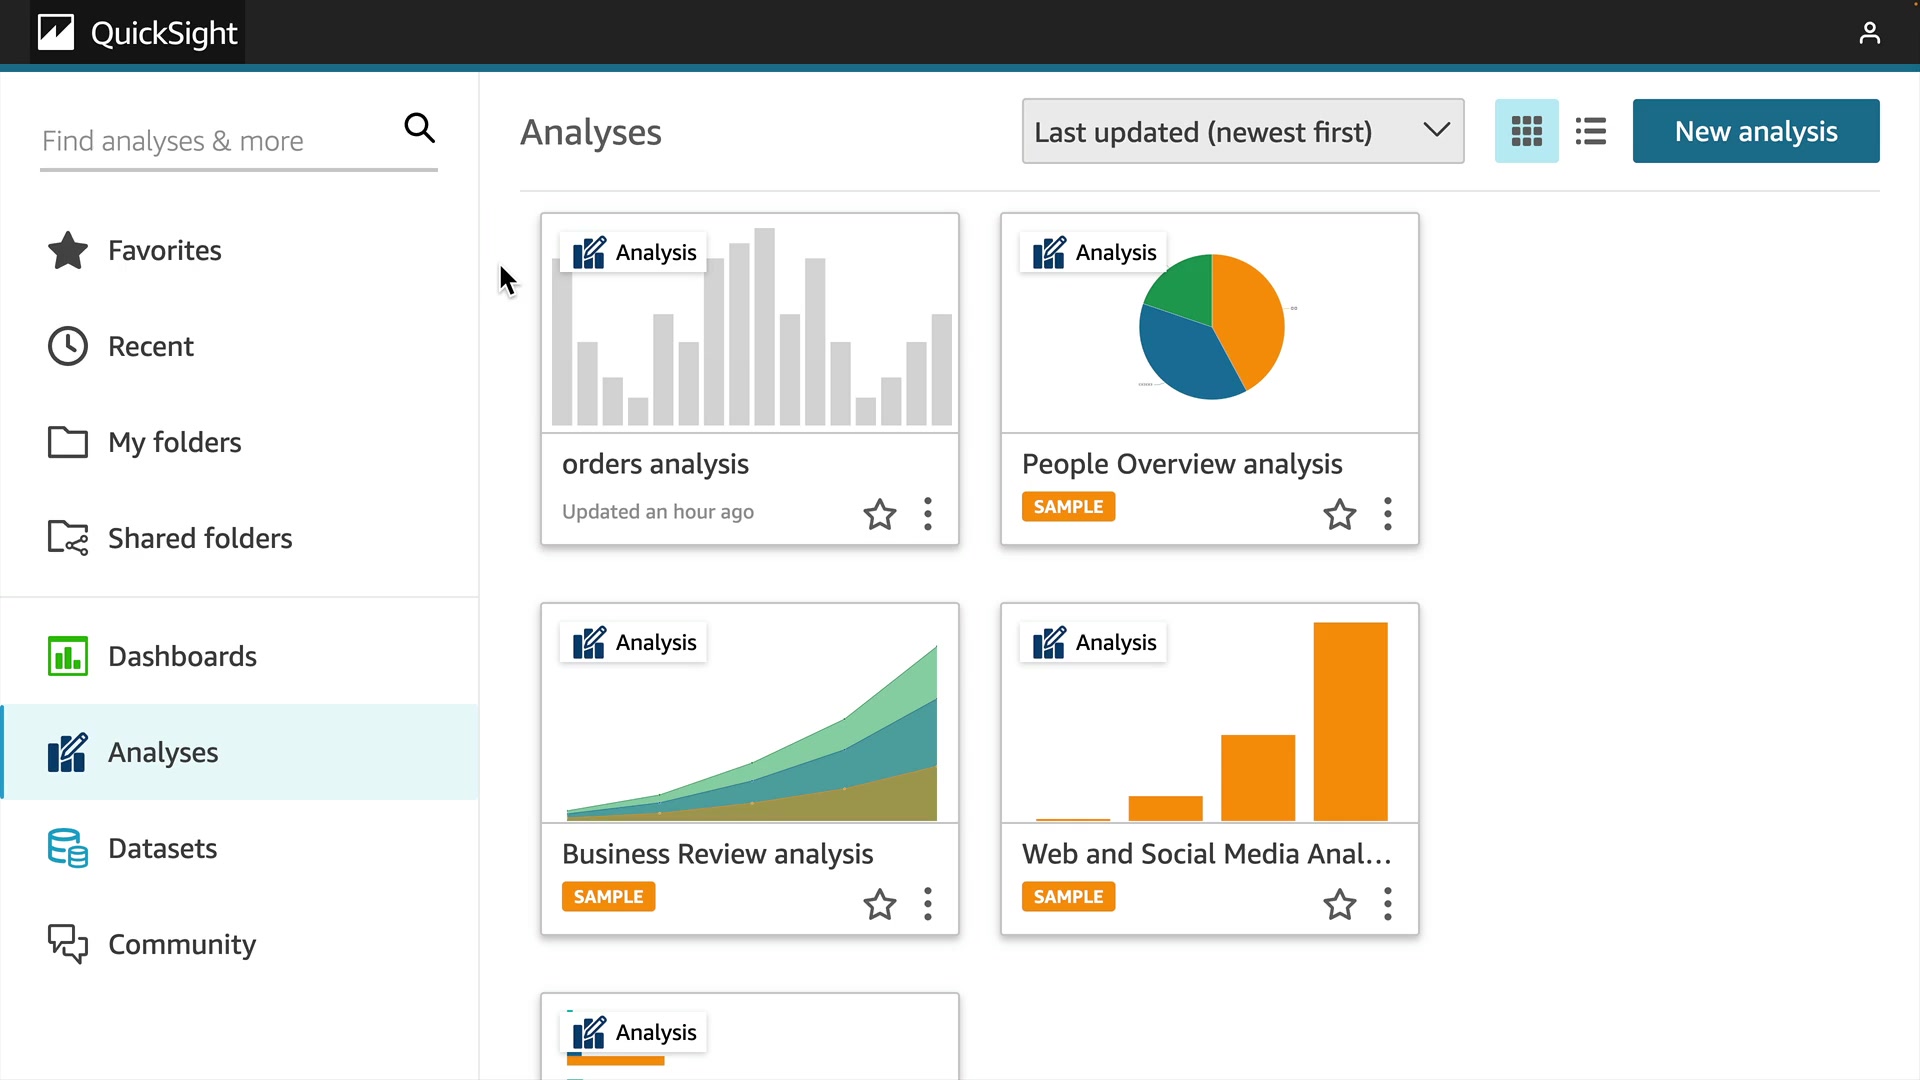 QuickSight
Find analyses & more
Analyses
Last updated (newest first)
New analysis
Favorites
Recent
My folders
Shared folders
Dashboards
Analyses
Datasets
Community
Analysis
orders analysis
Updated an hour ago
Analysis
People Overview analysis
SAMPLE
Analysis
Business Review analysis
SAMPLE
Analysis
Web and Social Media Anal...
SAMPLE
Analysis